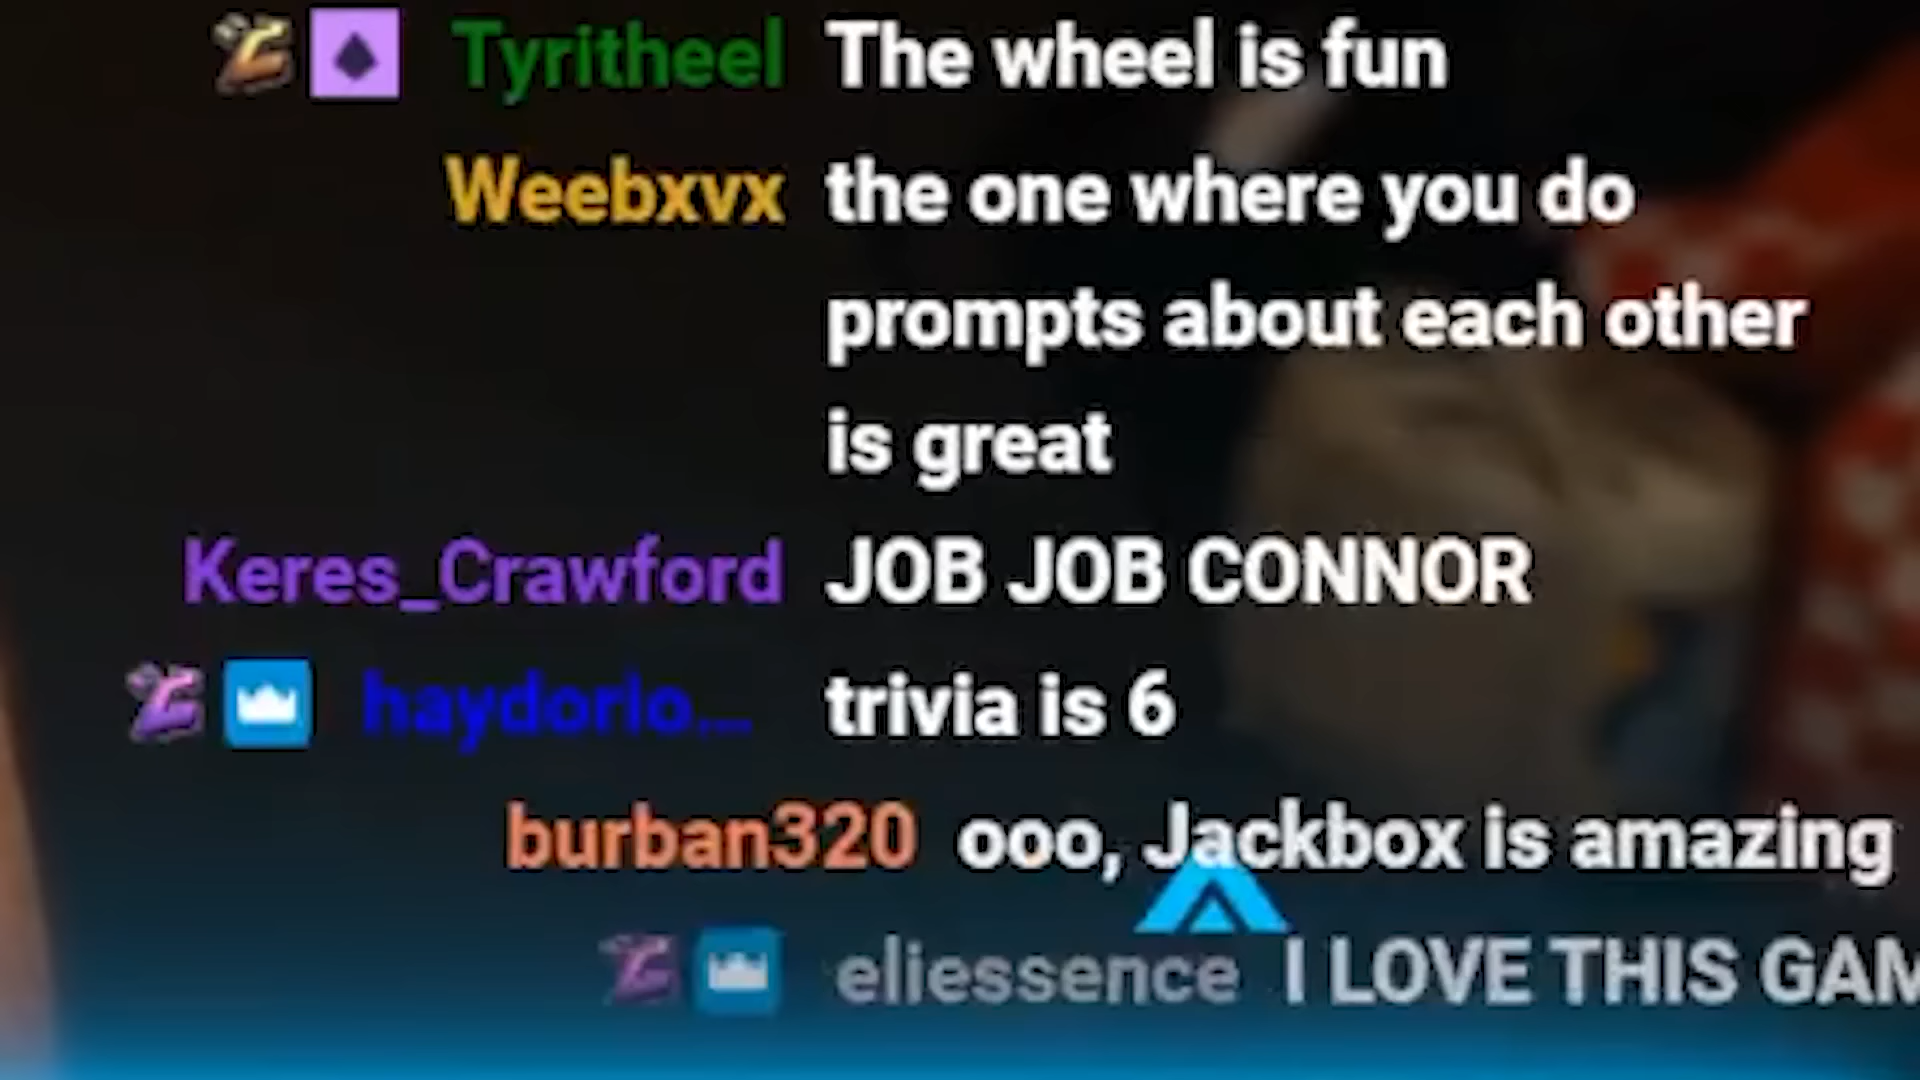 Tyritheel The wheel is fun
Weebxvx the one where you do
prompts about each other
is great
Keres_Crawford JOB JOB CONNOR
haydorio... trivia is 6
burban320 ooo, Jackbox is amazing
eliessence I LOVE THIS GAM